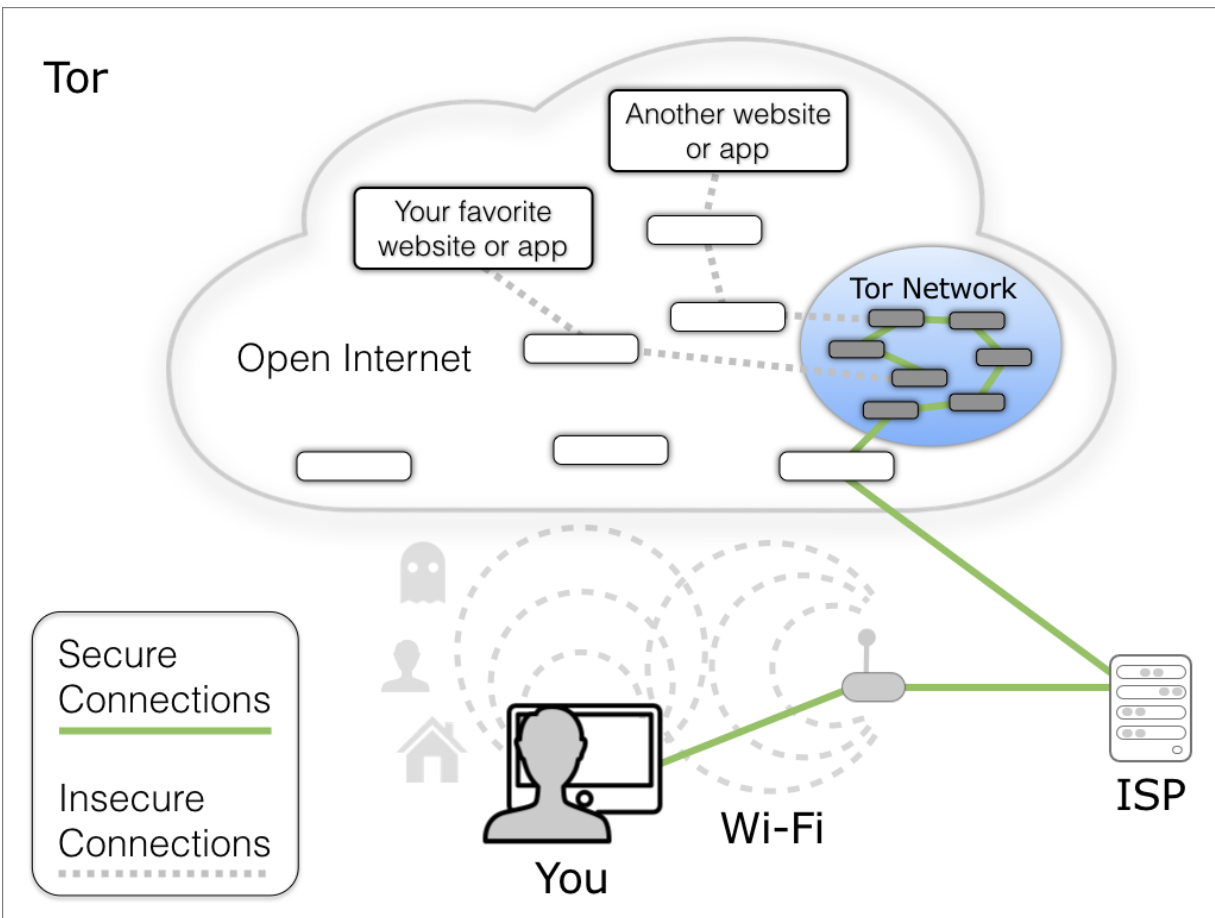 Tor
Another website
or app
Your favorite
website or app
Tor Network
Open Internet
Secure
Connections
Insecure
Connections
ISP
Wi-Fi
You